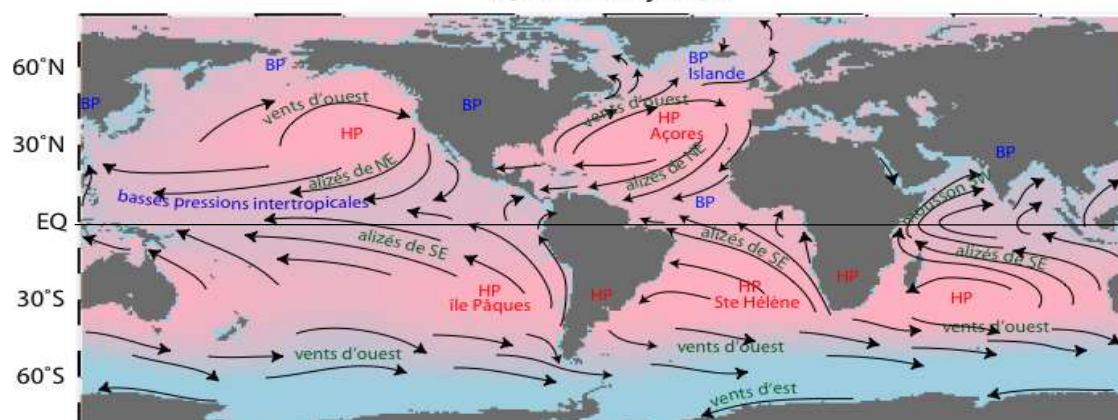 60°N
BP
BP
Islande
BP
vents d'ouest
BP
vents d'ouest
HP
HP
Açores
30°N
BP
alizés de NE
alizés de NE
basses pressions intertropicales
BP
EQ
alizés de SE
alizés de SE
alizés de SE
HP
HP
île Pâques
HP
HP
Ste Hélène
HP
30°S
vents d'ouest
vents d'ouest
vents d'ouest
60°S
vents d'est